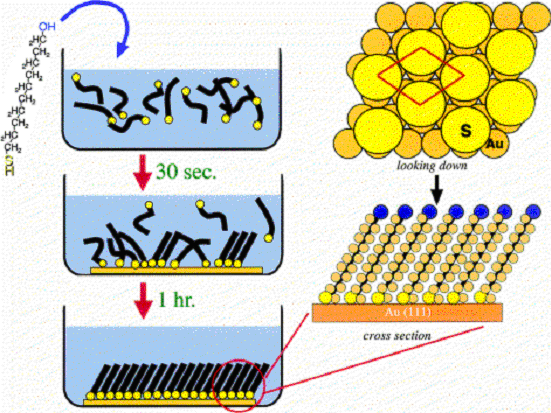 OH
30 sec.
1 hr.
S
Au
looking down
Au (111)
cross section